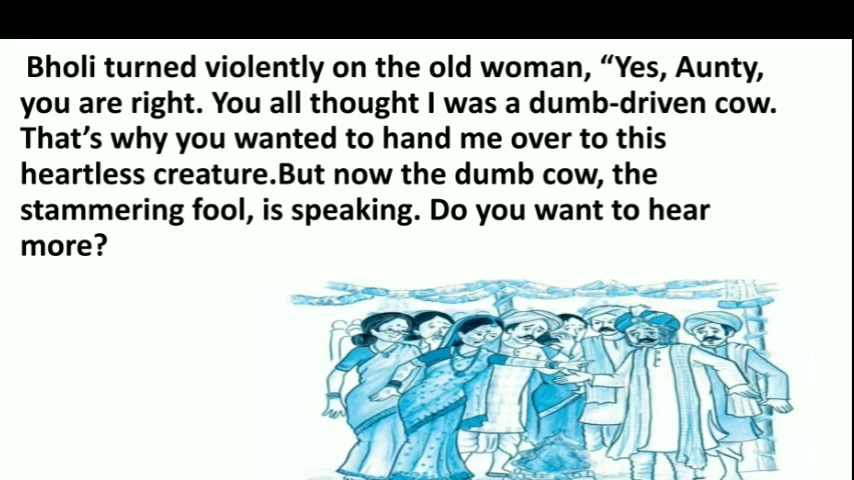 Bholi turned violently on the old woman, “Yes, Aunty,
you are right. You all thought I was a dumb-driven cow.
That’s why you wanted to hand me over to this
heartless creature.But now the dumb cow, the
stammering fool, is speaking. Do you want to hear
more?